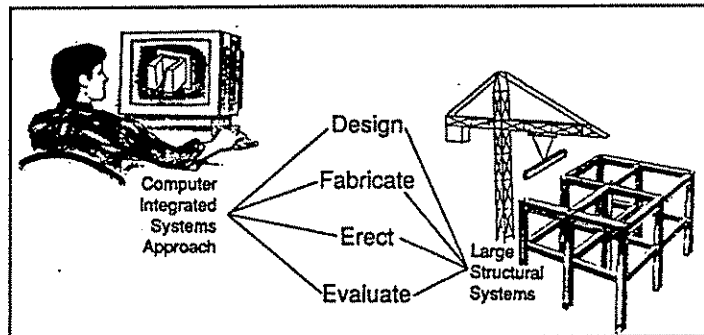 Design
Fabricate
Erect
Evaluate
Computer
Integrated
Systems
Approach
Large
Structural
Systems